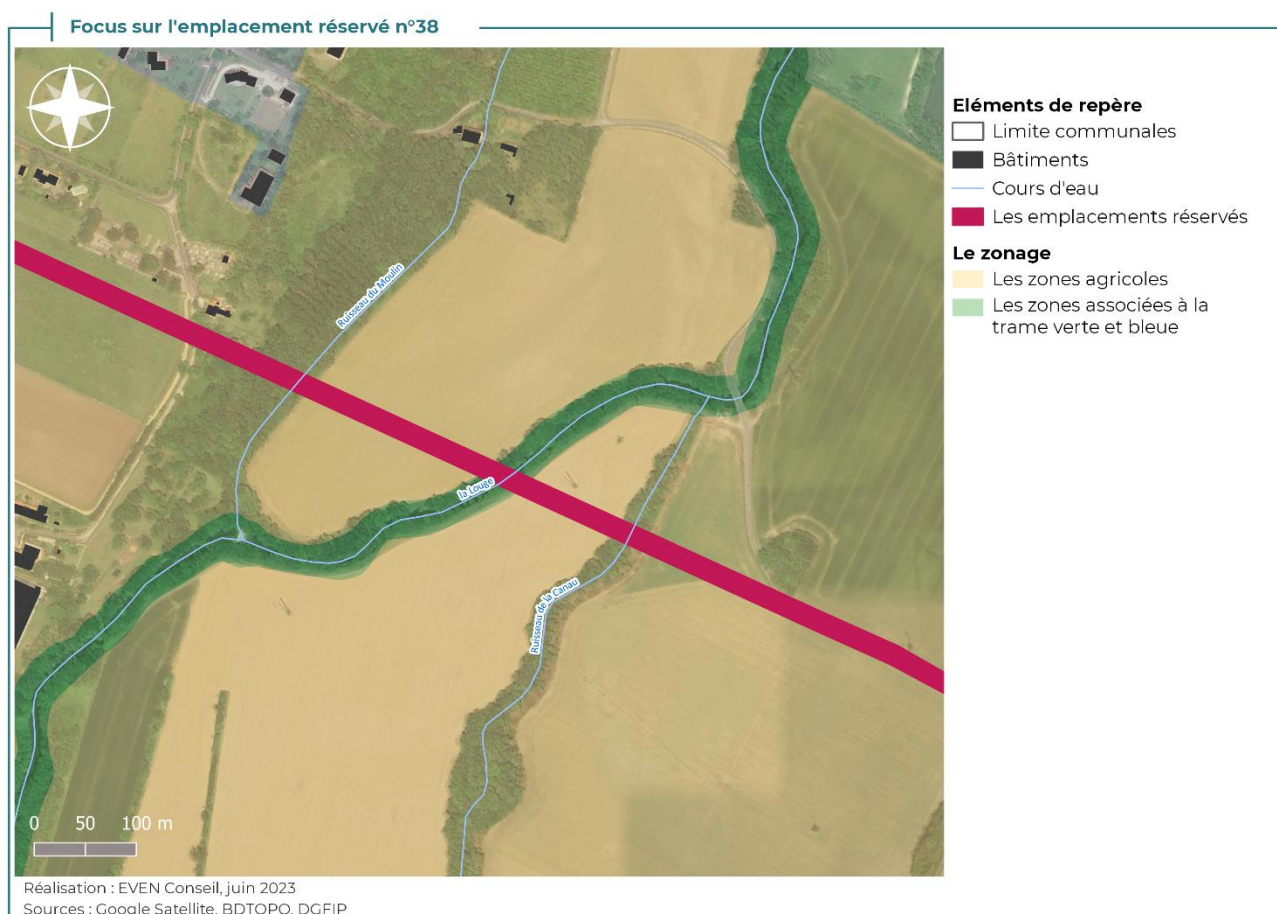 Focus sur l'emplacement réservé n°38
Eléments de repère
Limite communales
Bâtiments
Cours d'eau
Les emplacements réservés
Le zonage
Les zones agricoles
Les zones associées à la
trame verte et bleue
Ruisseau du Moulin
la Louge
Ruisseau de la Canau
0 50 100 m
Réalisation : EVEN Conseil, juin 2023
Sources : Google Satellite, BDTOPO, DGFIP